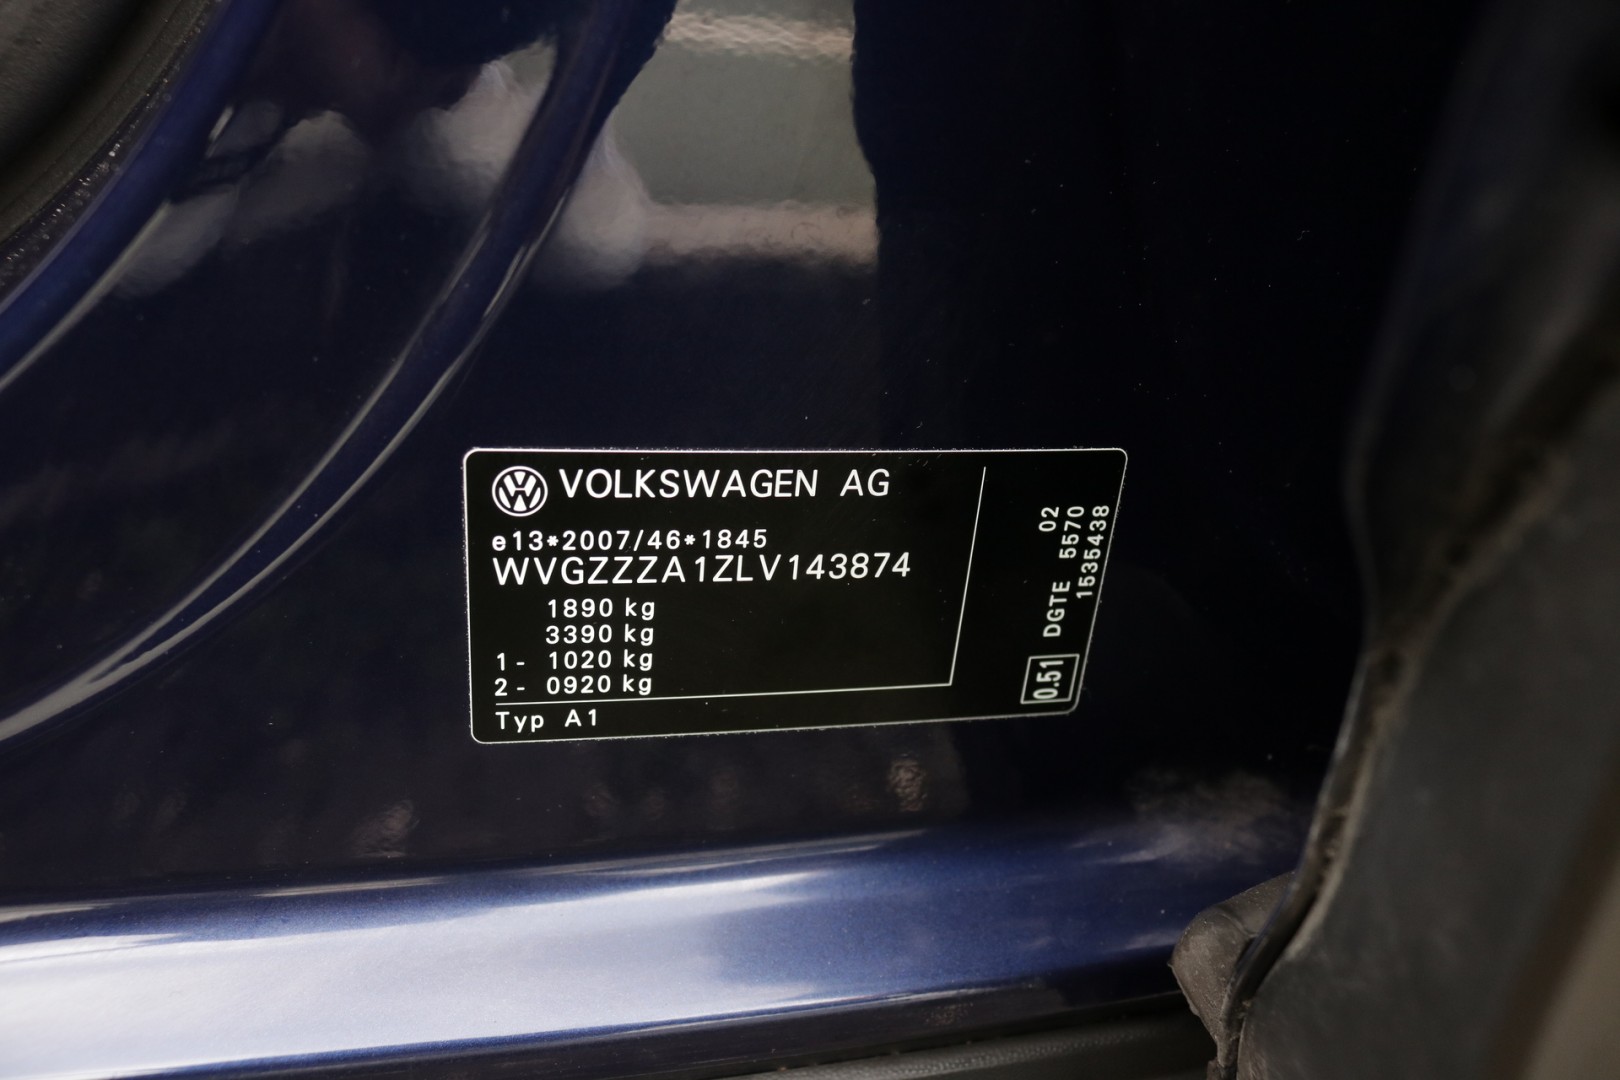 VOLKSWAGEN AG
e13*2007/46*1845
WVGZZZA1ZLV143874
1890 kg
3390 kg
1- 1020 kg
2- 0920 kg
Typ A1
02
DGTE 5570
1535438
0.51